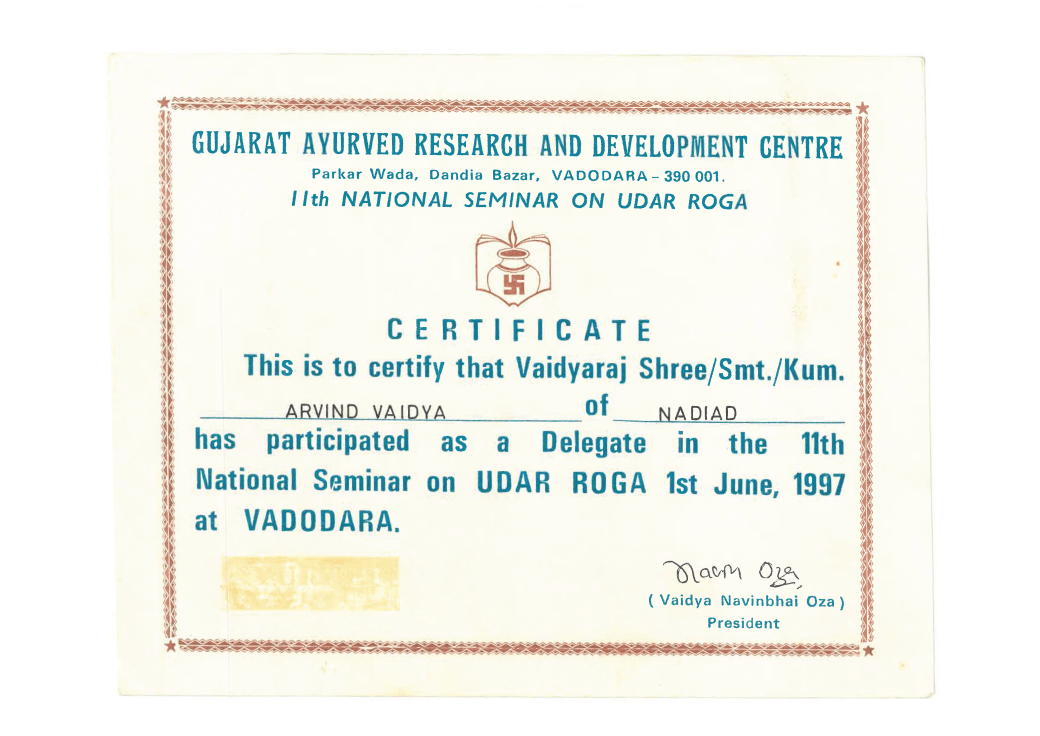 GUJARAT AYURVED RESEARCH AND DEVELOPMENT CENTRE
Parkar Wada, Dandia Bazar, VADODARA - 390 001.
11th NATIONAL SEMINAR ON UDAR ROGA
CERTIFICATE
This is to certify that Vaidyaraj Shree/Smt./Kum.
ARVIND VAIDYA of NADIAD
has participated as a Delegate in the 11th
National Seminar on UDAR ROGA 1st June, 1997
at VADODARA.
Oza
( Vaidya Navinbhai Oza )
President